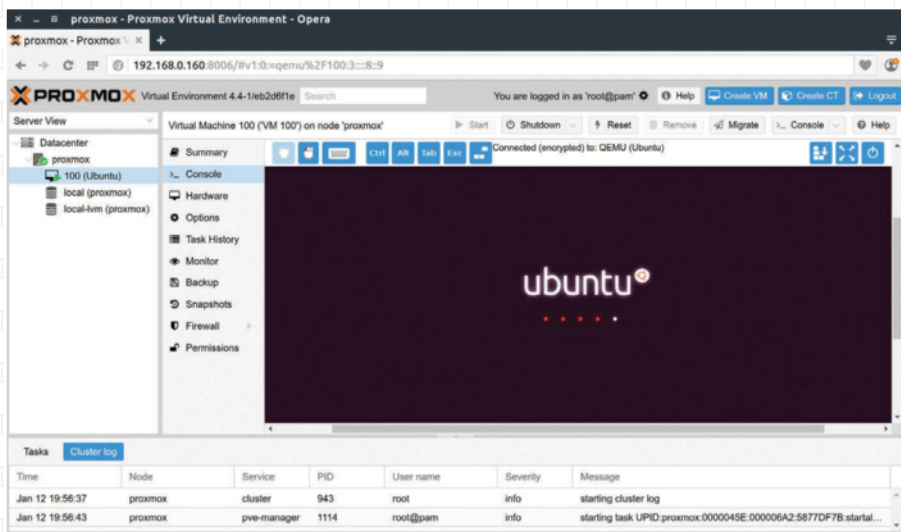 proxmox - Proxmox Virtual Environment - Opera
proxmox - Proxmox V
192.168.0.160:8006/#v1:0:=qemu%2F100:3::::8::9
PROXMOX Virtual Environment 4.4-1/eb2d6f1e Search You are logged in as 'root@pam' Help Create VM Create CT Logout
Server View
Virtual Machine 100 ('VM 100') on node 'proxmox' Start Shutdown Reset Remove Migrate Console Help
Datacenter
proxmox
100 (Ubuntu)
local (proxmox)
local-lvm (proxmox)
Summary
Console
Hardware
Options
Task History
Monitor
Backup
Snapshots
Firewall
Permissions
Ctrl Alt Tab Esc Connected (encrypted) to: QEMU (Ubuntu)
ubuntu
Tasks Cluster log
Time Node Service PID User name Severity Message
Jan 12 19:56:37 proxmox cluster 943 root info starting cluster log
Jan 12 19:56:43 proxmox pve-manager 1114 root@pam info starting task UPID:proxmox:0000045E:000006A2:5877DF7B:startal...